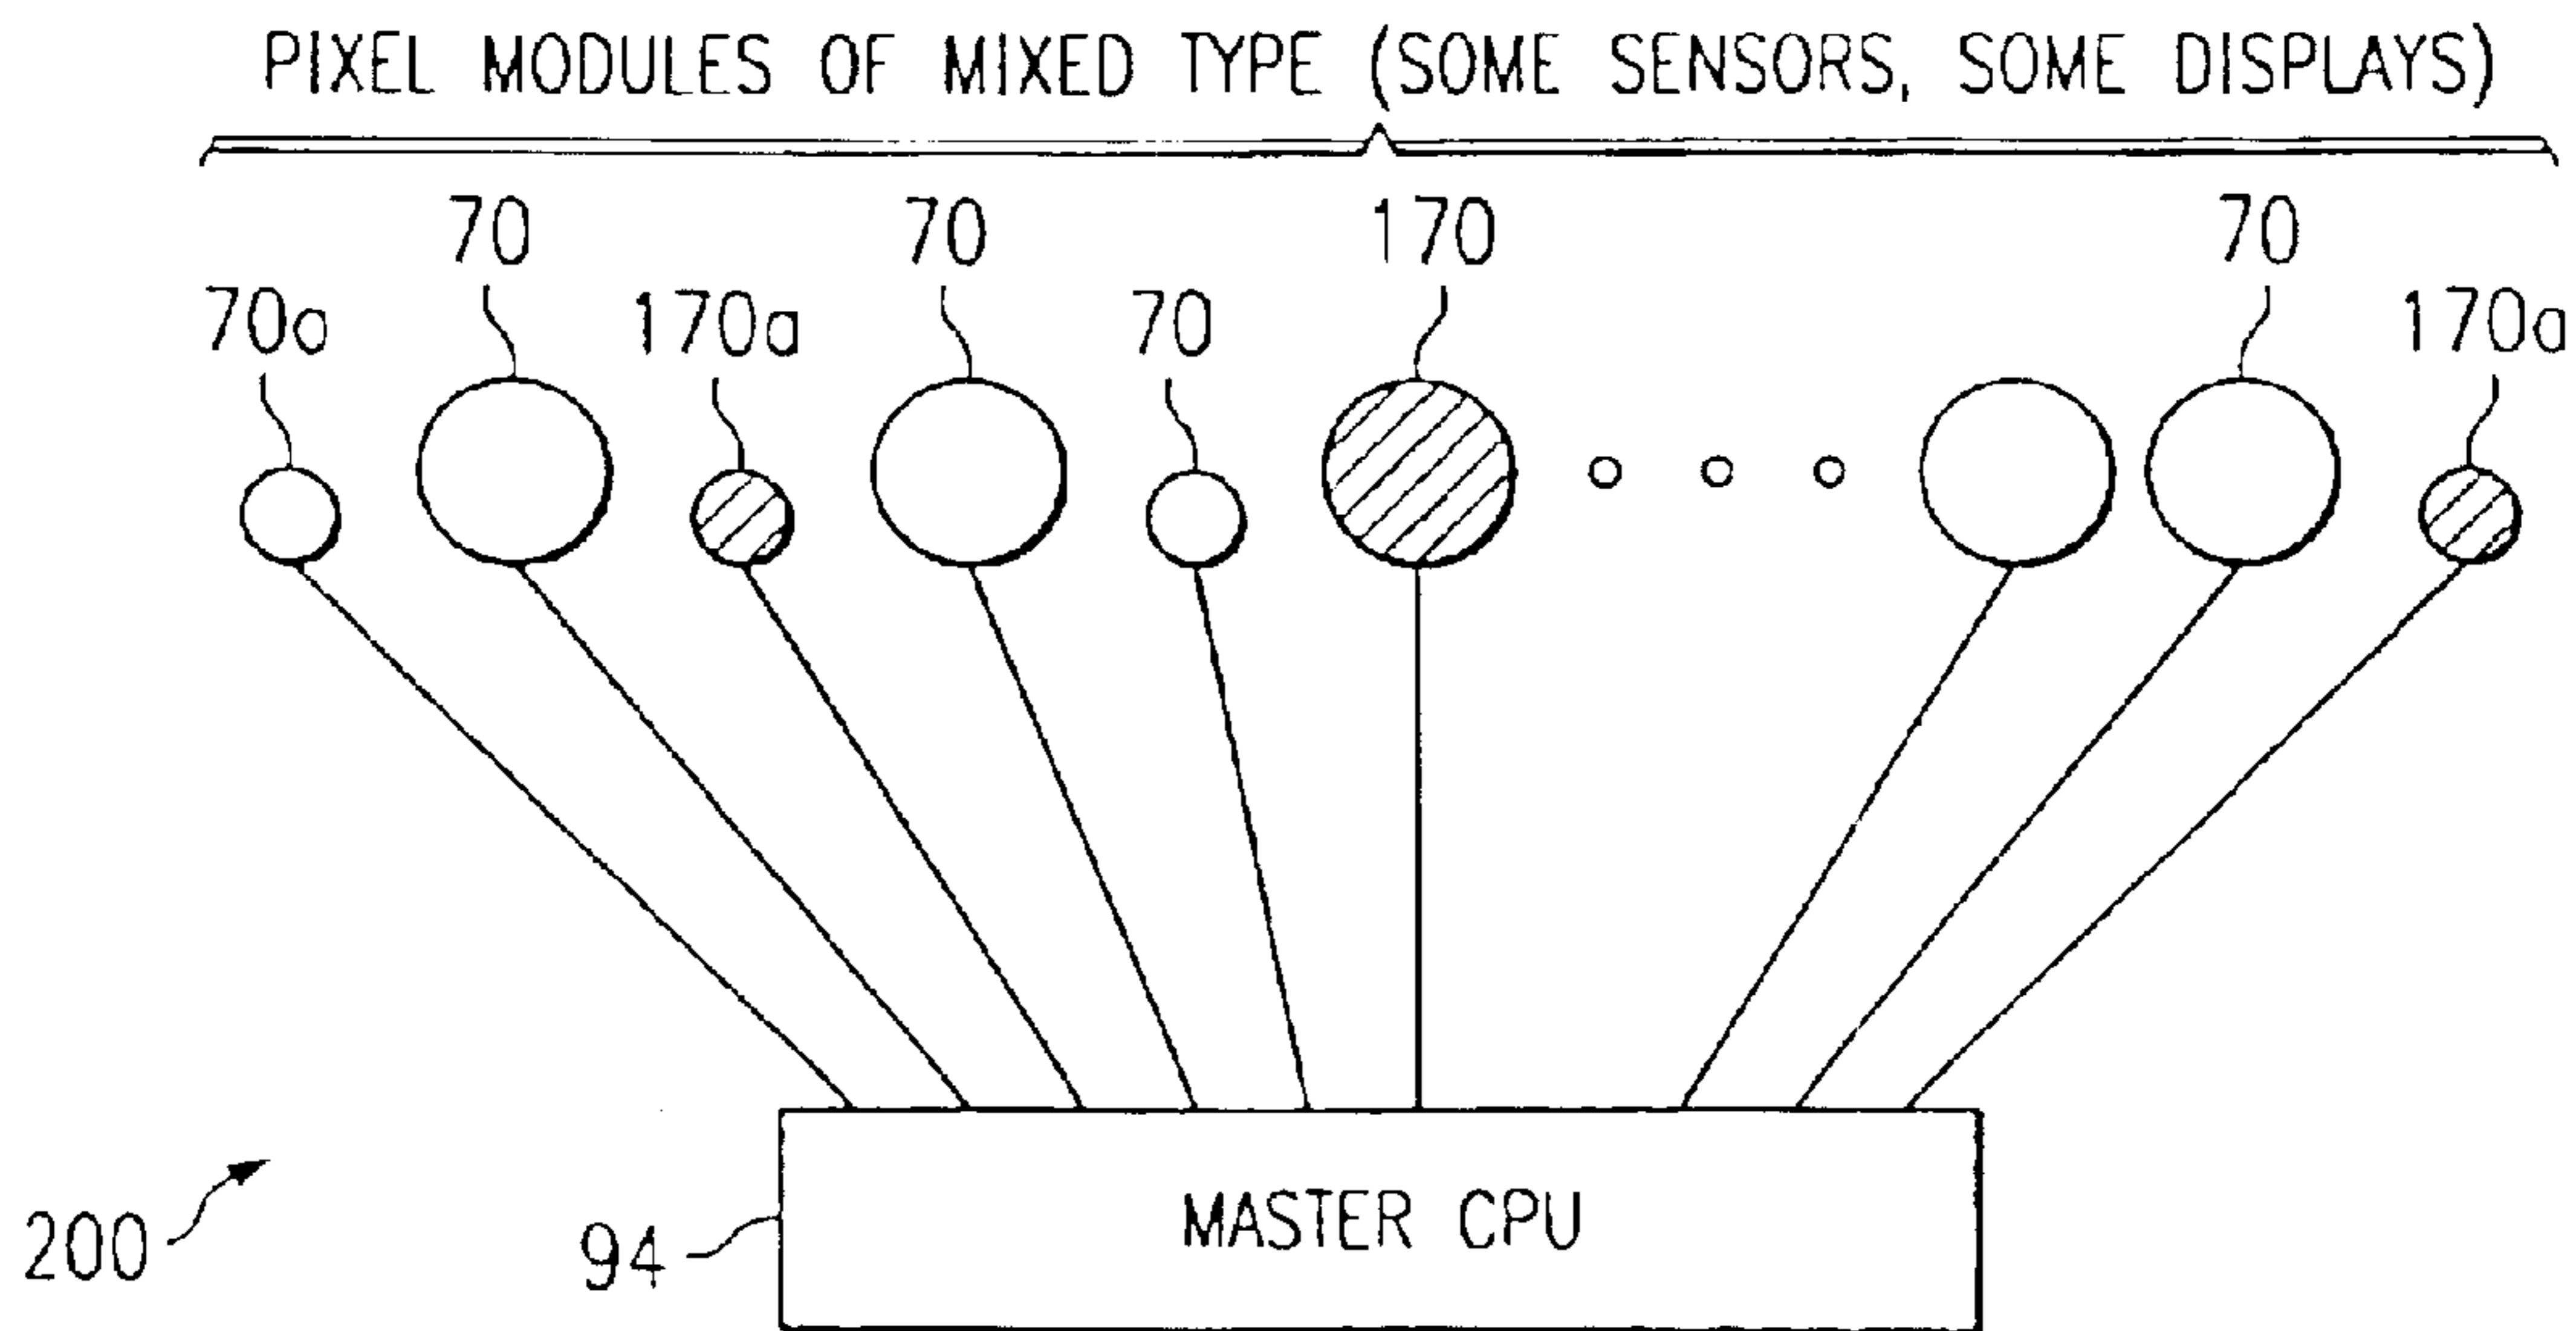 PIXEL MODULES OF MIXED TYPE (SOME SENSORS, SOME DISPLAYS)
70 70 170 70
70a 170a 70 170a
MASTER CPU
94
200